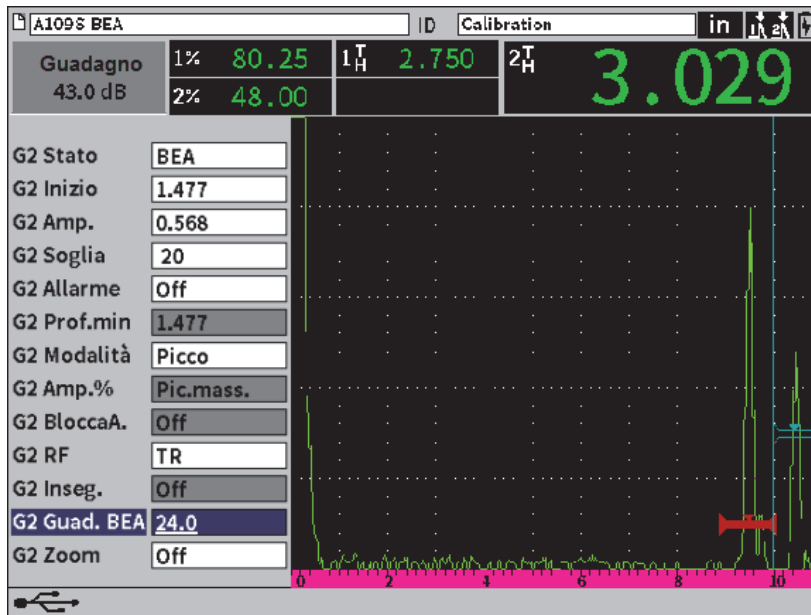 A109S BEA ID Calibration in
Guadagno
43.0 dB
1% 80.25
2% 48.00
2.750
3.029
G2 Stato BEA
G2 Inizio 1.477
G2 Amp. 0.568
G2 Soglia 20
G2 Allarme Off
G2 Prof.min 1.477
G2 Modalità Picco
G2 Amp.% Pic.mass.
G2 BloccaA. Off
G2 RF TR
G2 Inseg. Off
G2 Guad. BEA 24.0
G2 Zoom Off
0 2 4 6 8 10